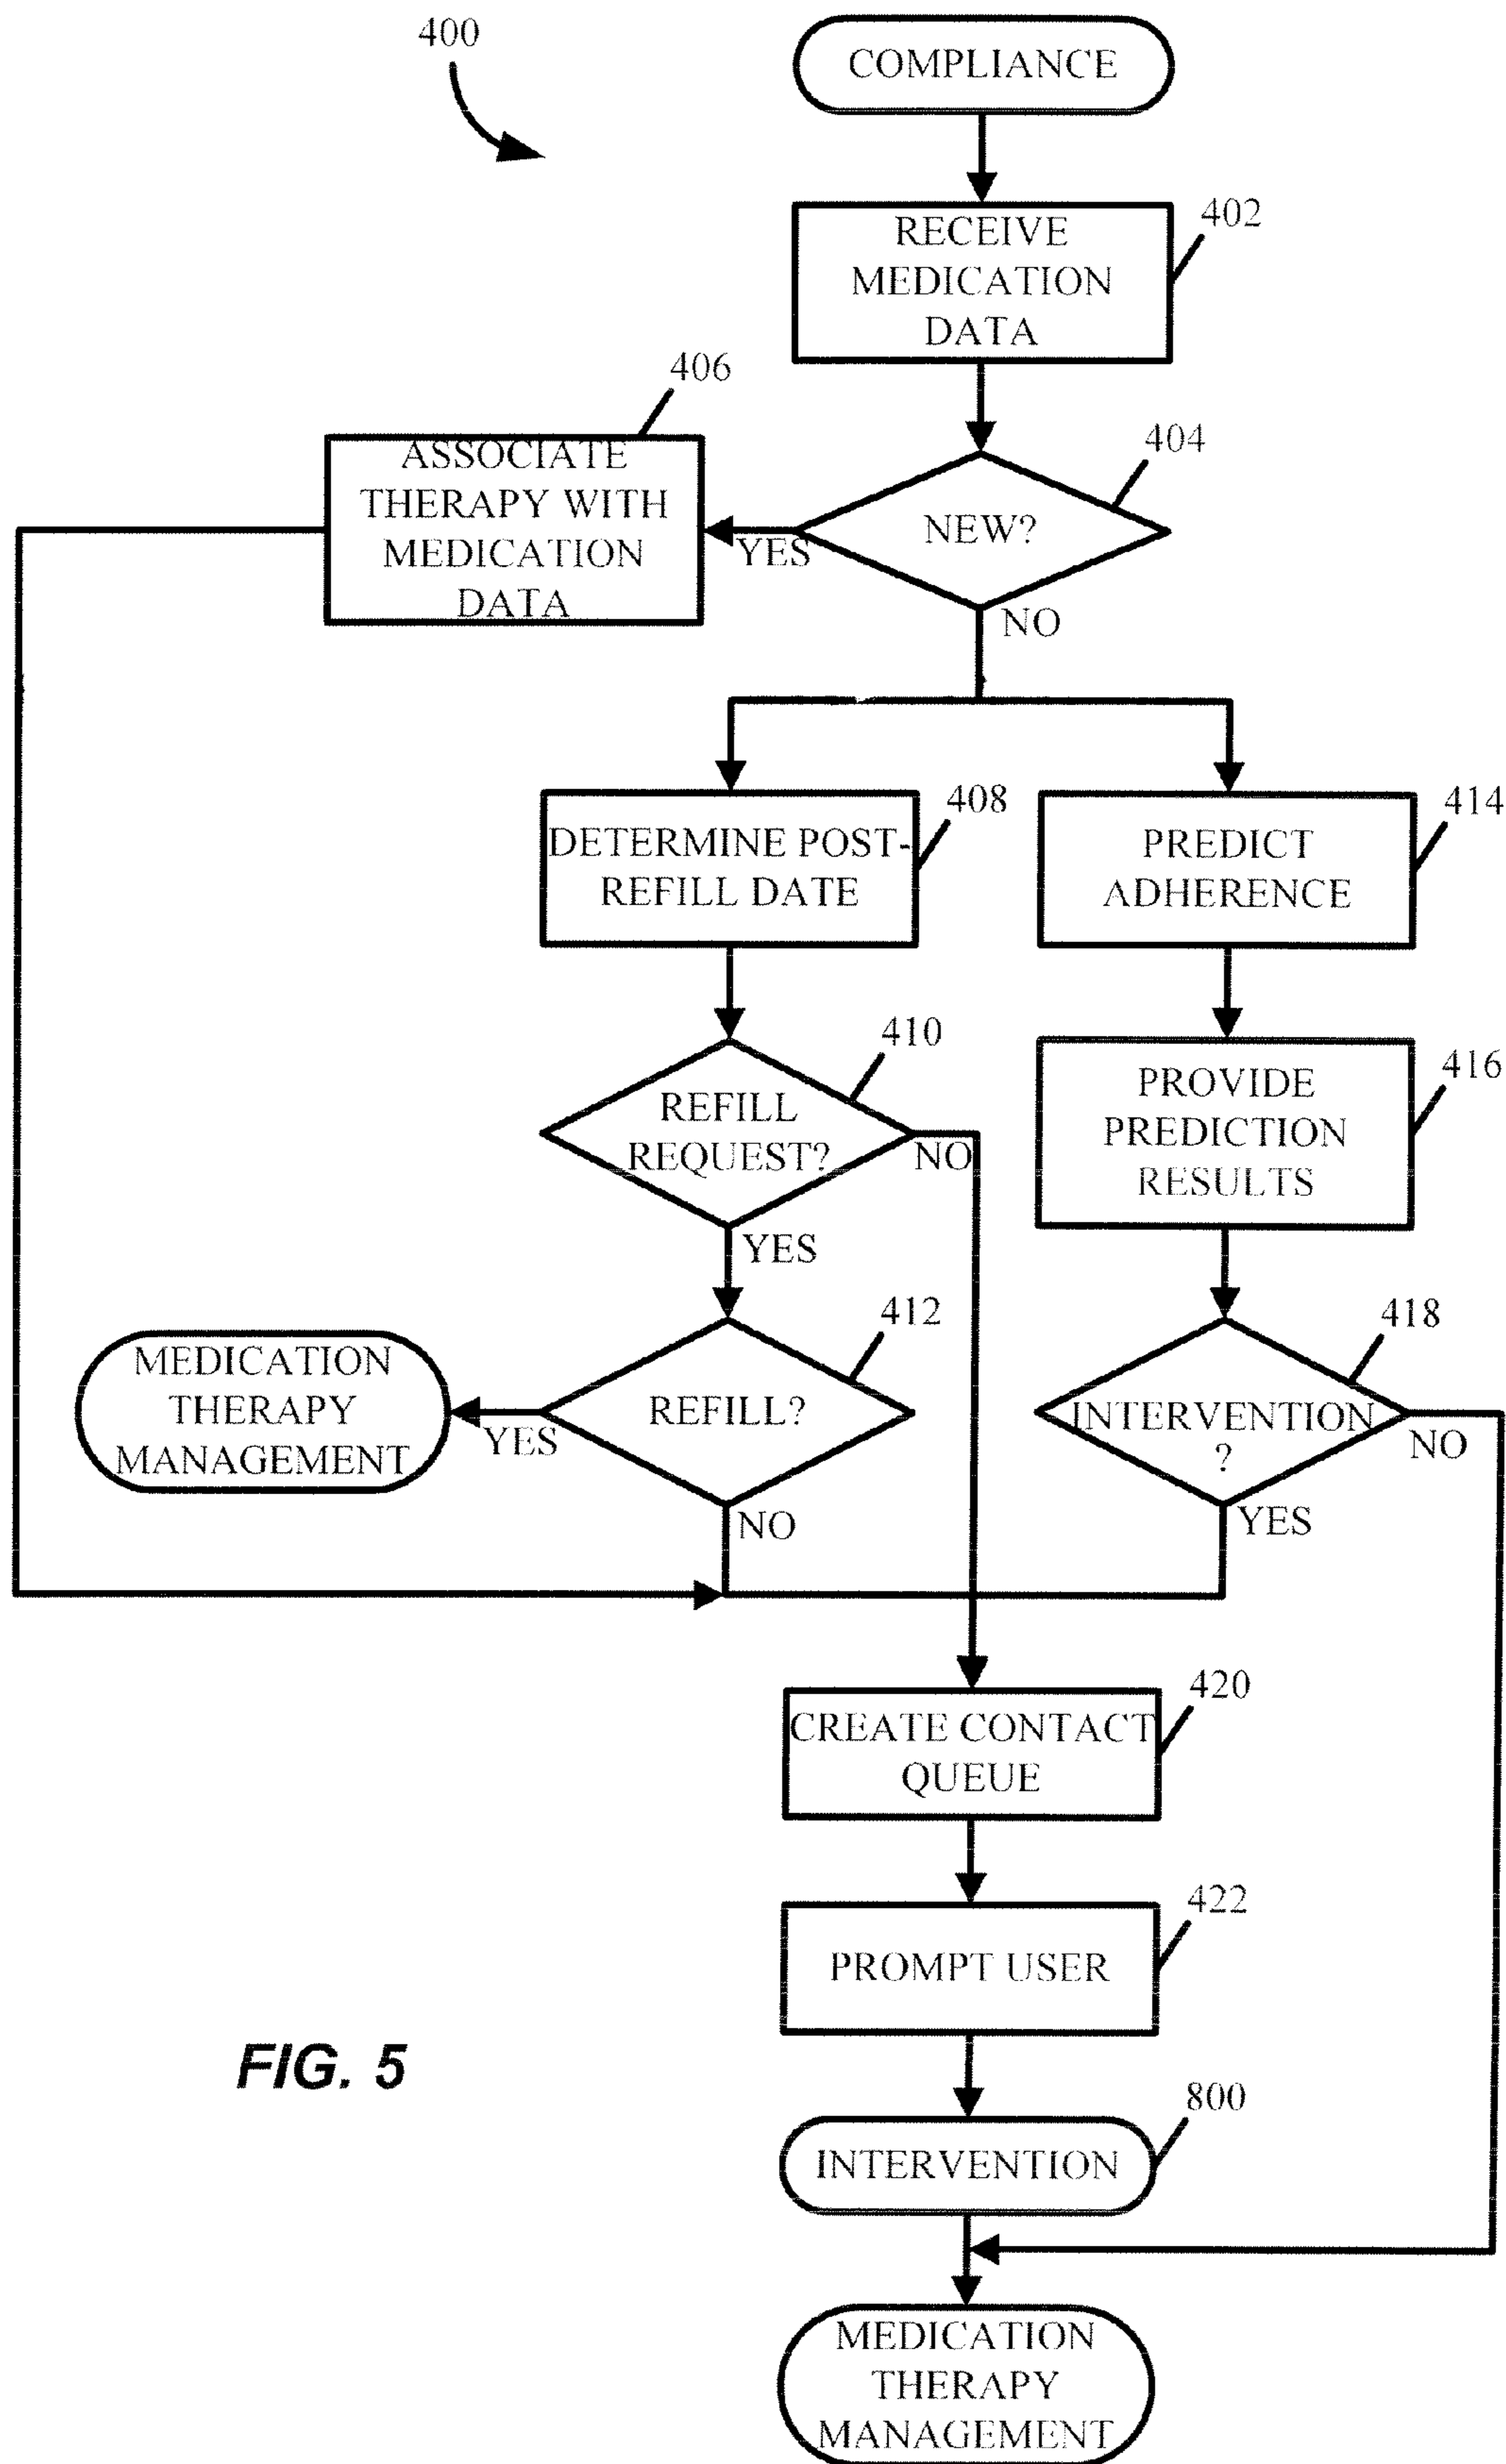 400
COMPLIANCE
RECEIVE
MEDICATION
DATA
402
406
ASSOCIATE
THERAPY WITH
MEDICATION
DATA
404
NEW?
YES
NO
408
DETERMINE POST-
REFILL DATE
414
PREDICT
ADHERENCE
410
REFILL
REQUEST?
NO
YES
416
PROVIDE
PREDICTION
RESULTS
412
REFILL?
YES
NO
MEDICATION
THERAPY
MANAGEMENT
418
INTERVENTION
?
NO
YES
420
CREATE CONTACT
QUEUE
422
PROMPT USER
FIG. 5
800
INTERVENTION
MEDICATION
THERAPY
MANAGEMENT